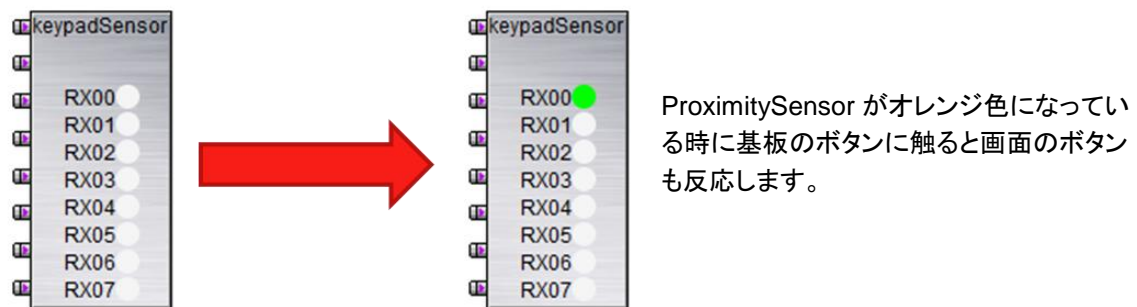 keypadSensor
RX00
RX01
RX02
RX03
RX04
RX05
RX06
RX07
keypadSensor
RX00
RX01
RX02
RX03
RX04
RX05
RX06
RX07
ProximitySensor がオレンジ色になってい
る時に基板のボタンに触ると画面のボタン
も反応します。